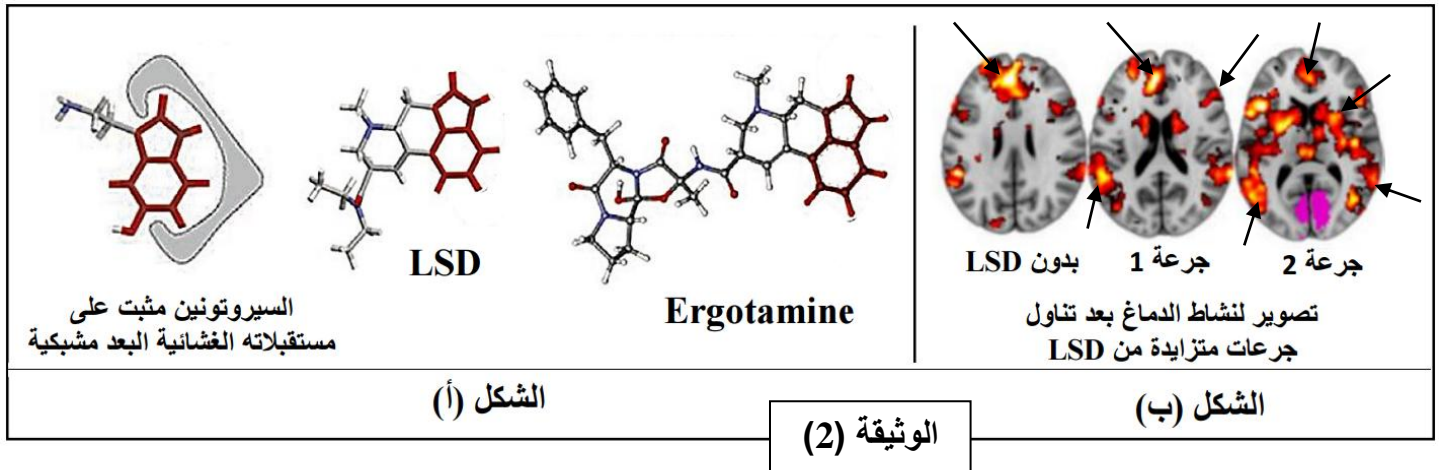 LSD
Ergotamine
السيروتونين مثبت على
مستقبلاته الغشائية البعد مشبكية
بدون LSD
جرعة 1
جرعة 2
تصوير لنشاط الدماغ بعد تناول
جرعات متزايدة من LSD
الشكل (أ)
الشكل (ب)
الوثيقة (2)